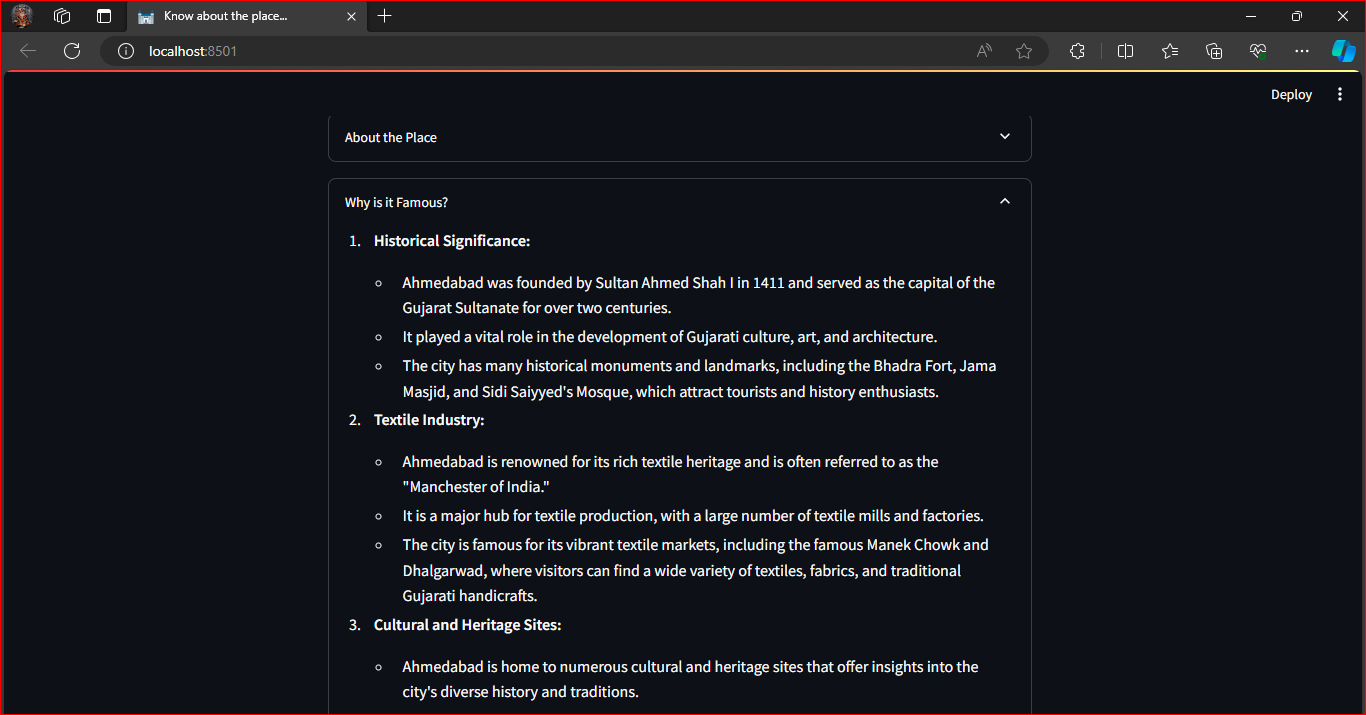 Know about the place...
localhost:8501
Deploy
About the Place
Why is it Famous?
1. Historical Significance:
Ahmedabad was founded by Sultan Ahmed Shah I in 1411 and served as the capital of the
Gujarat Sultanate for over two centuries.
It played a vital role in the development of Gujarati culture, art, and architecture.
The city has many historical monuments and landmarks, including the Bhadra Fort, Jama
Masjid, and Sidi Saiyyed's Mosque, which attract tourists and history enthusiasts.
2. Textile Industry:
Ahmedabad is renowned for its rich textile heritage and is often referred to as the
"Manchester of India."
It is a major hub for textile production, with a large number of textile mills and factories.
The city is famous for its vibrant textile markets, including the famous Manek Chowk and
Dhalgarwad, where visitors can find a wide variety of textiles, fabrics, and traditional
Gujarati handicrafts.
3. Cultural and Heritage Sites:
Ahmedabad is home to numerous cultural and heritage sites that offer insights into the
city's diverse history and traditions.